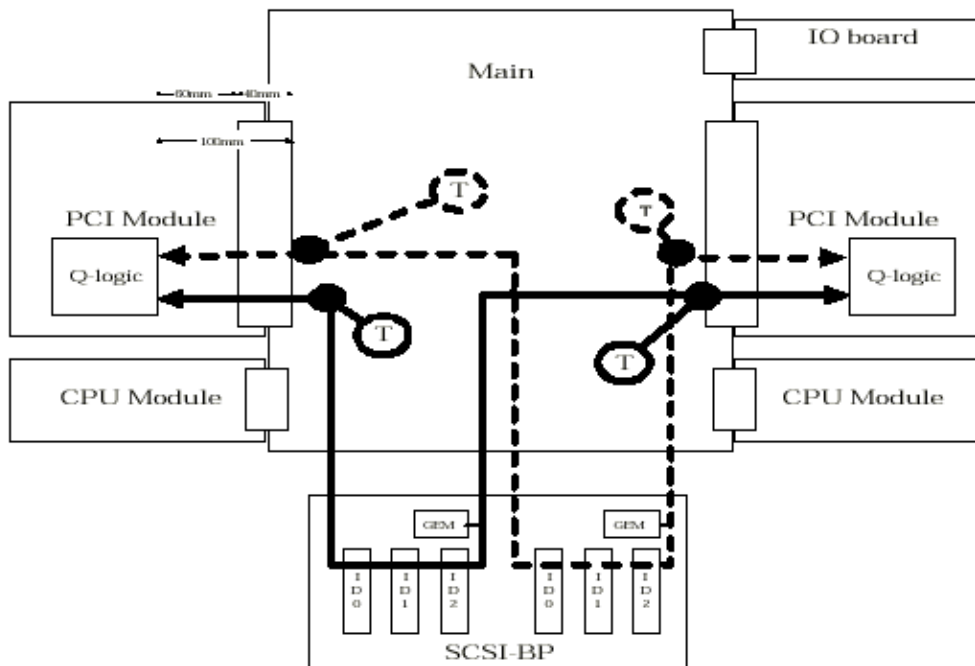 IO board
Main
60mm
40mm
100mm
T
T
PCI Module
PCI Module
Q-logic
Q-logic
T
T
CPU Module
CPU Module
GEM
GEM
ID0
ID1
ID2
ID0
ID1
ID2
SCSI-BP